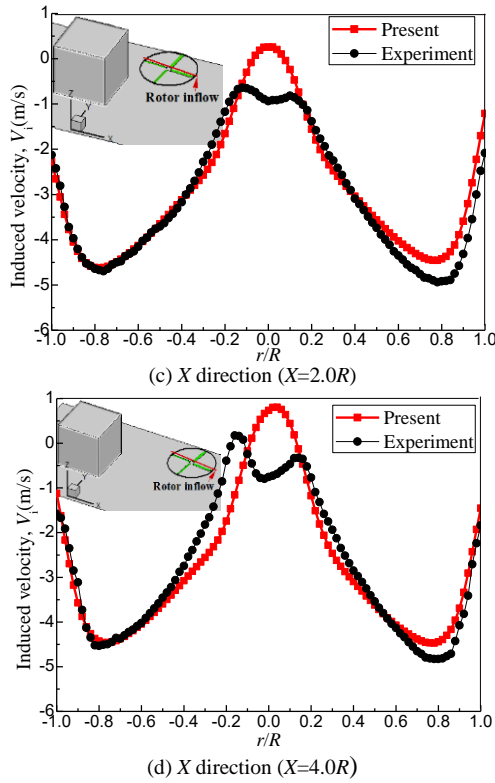 1
0
-1
-2
-3
-4
-5
-6
Induced velocity, Vi(m/s)
Present
Experiment
Rotor inflow
z
Y
X
-1.0 -0.8 -0.6 -0.4 -0.2 0.0 0.2 0.4 0.6 0.8 1.0
r/R
(c) X direction (X=2.0R)
1
0
-1
-2
-3
-4
-5
-6
Induced velocity, Vi(m/s)
Present
Experiment
Rotor inflow
z
Y
X
-1.0 -0.8 -0.6 -0.4 -0.2 0.0 0.2 0.4 0.6 0.8 1.0
r/R
(d) X direction (X=4.0R)